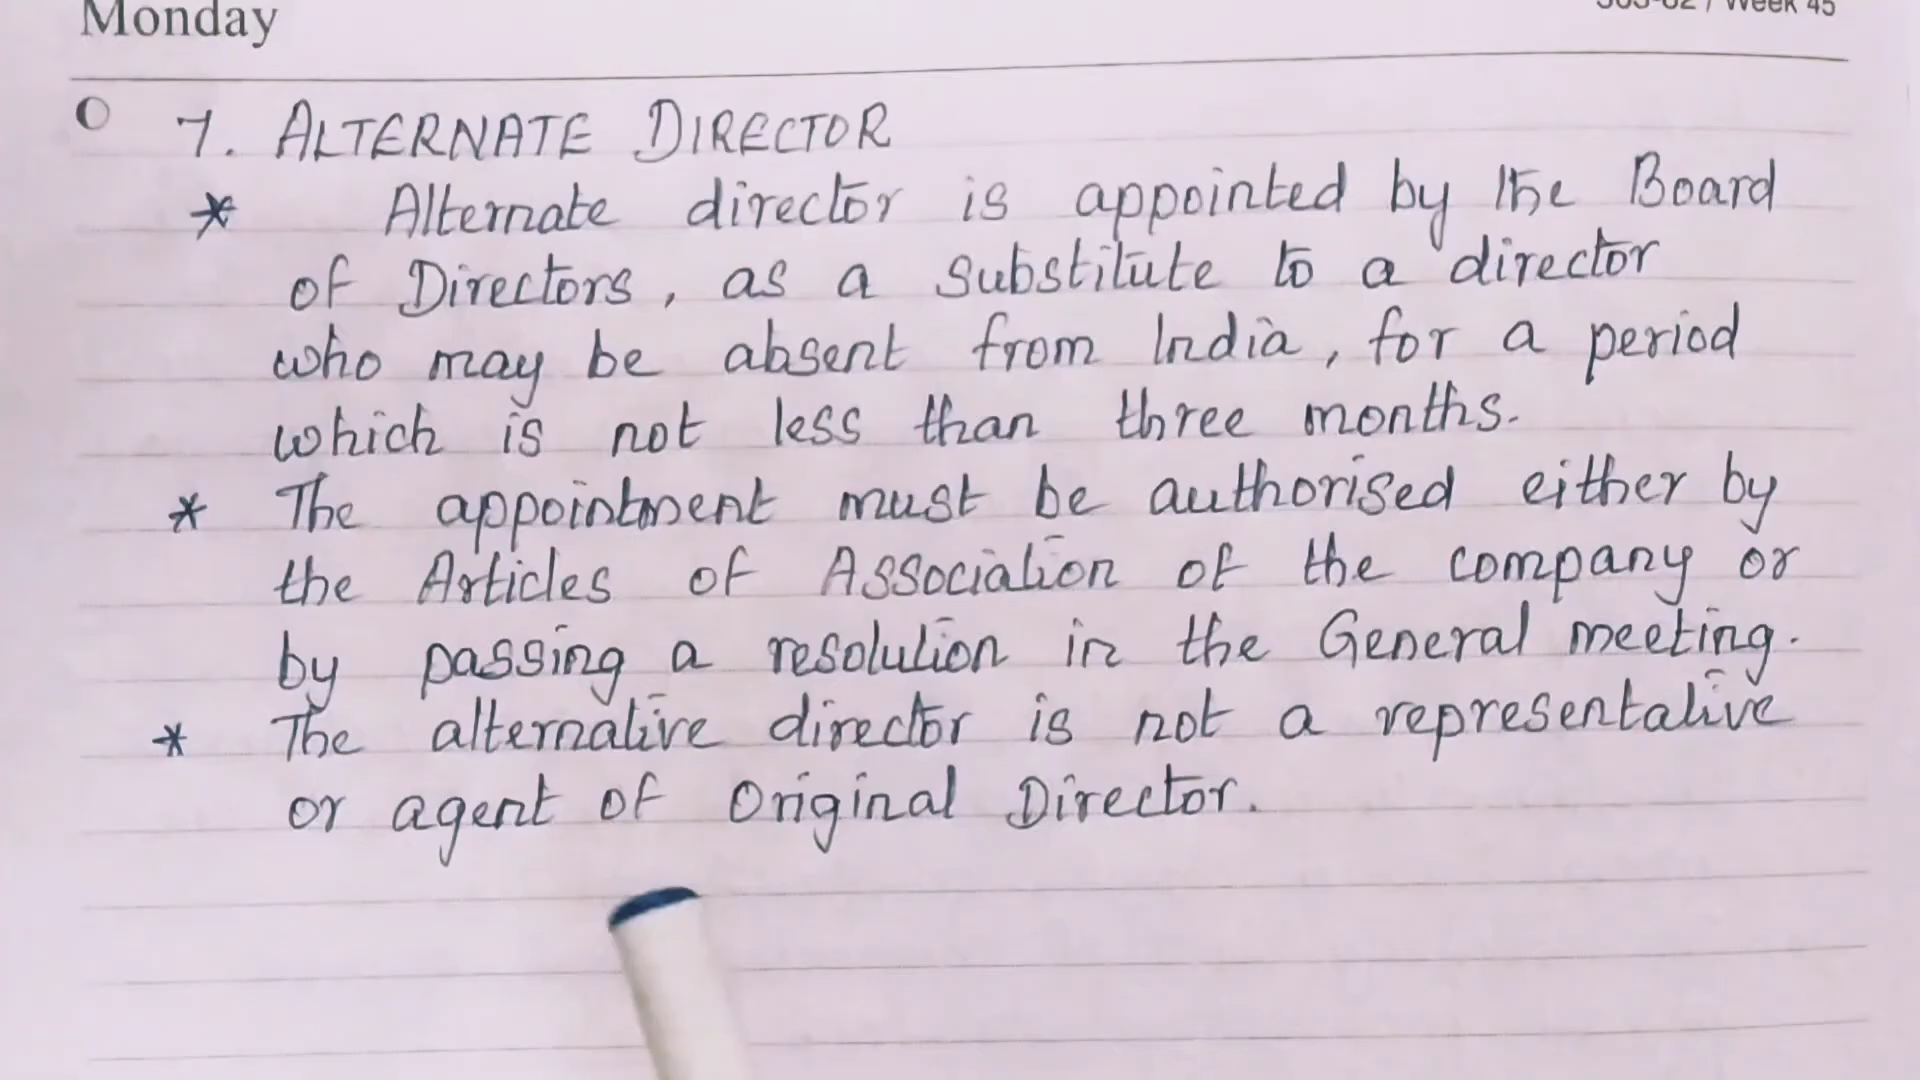 Monday
Week 45
7. ALTERNATE DIRECTOR
* Alternate director is appointed by the Board
of Directors, as a substitute to a director
who may be absent from India, for a period
which is not less than three months.
* The appointment must be authorised either by
the Articles of Association of the company or
by passing a resolution in the General meeting.
* The alternative director is not a representative
or agent of Original Director.